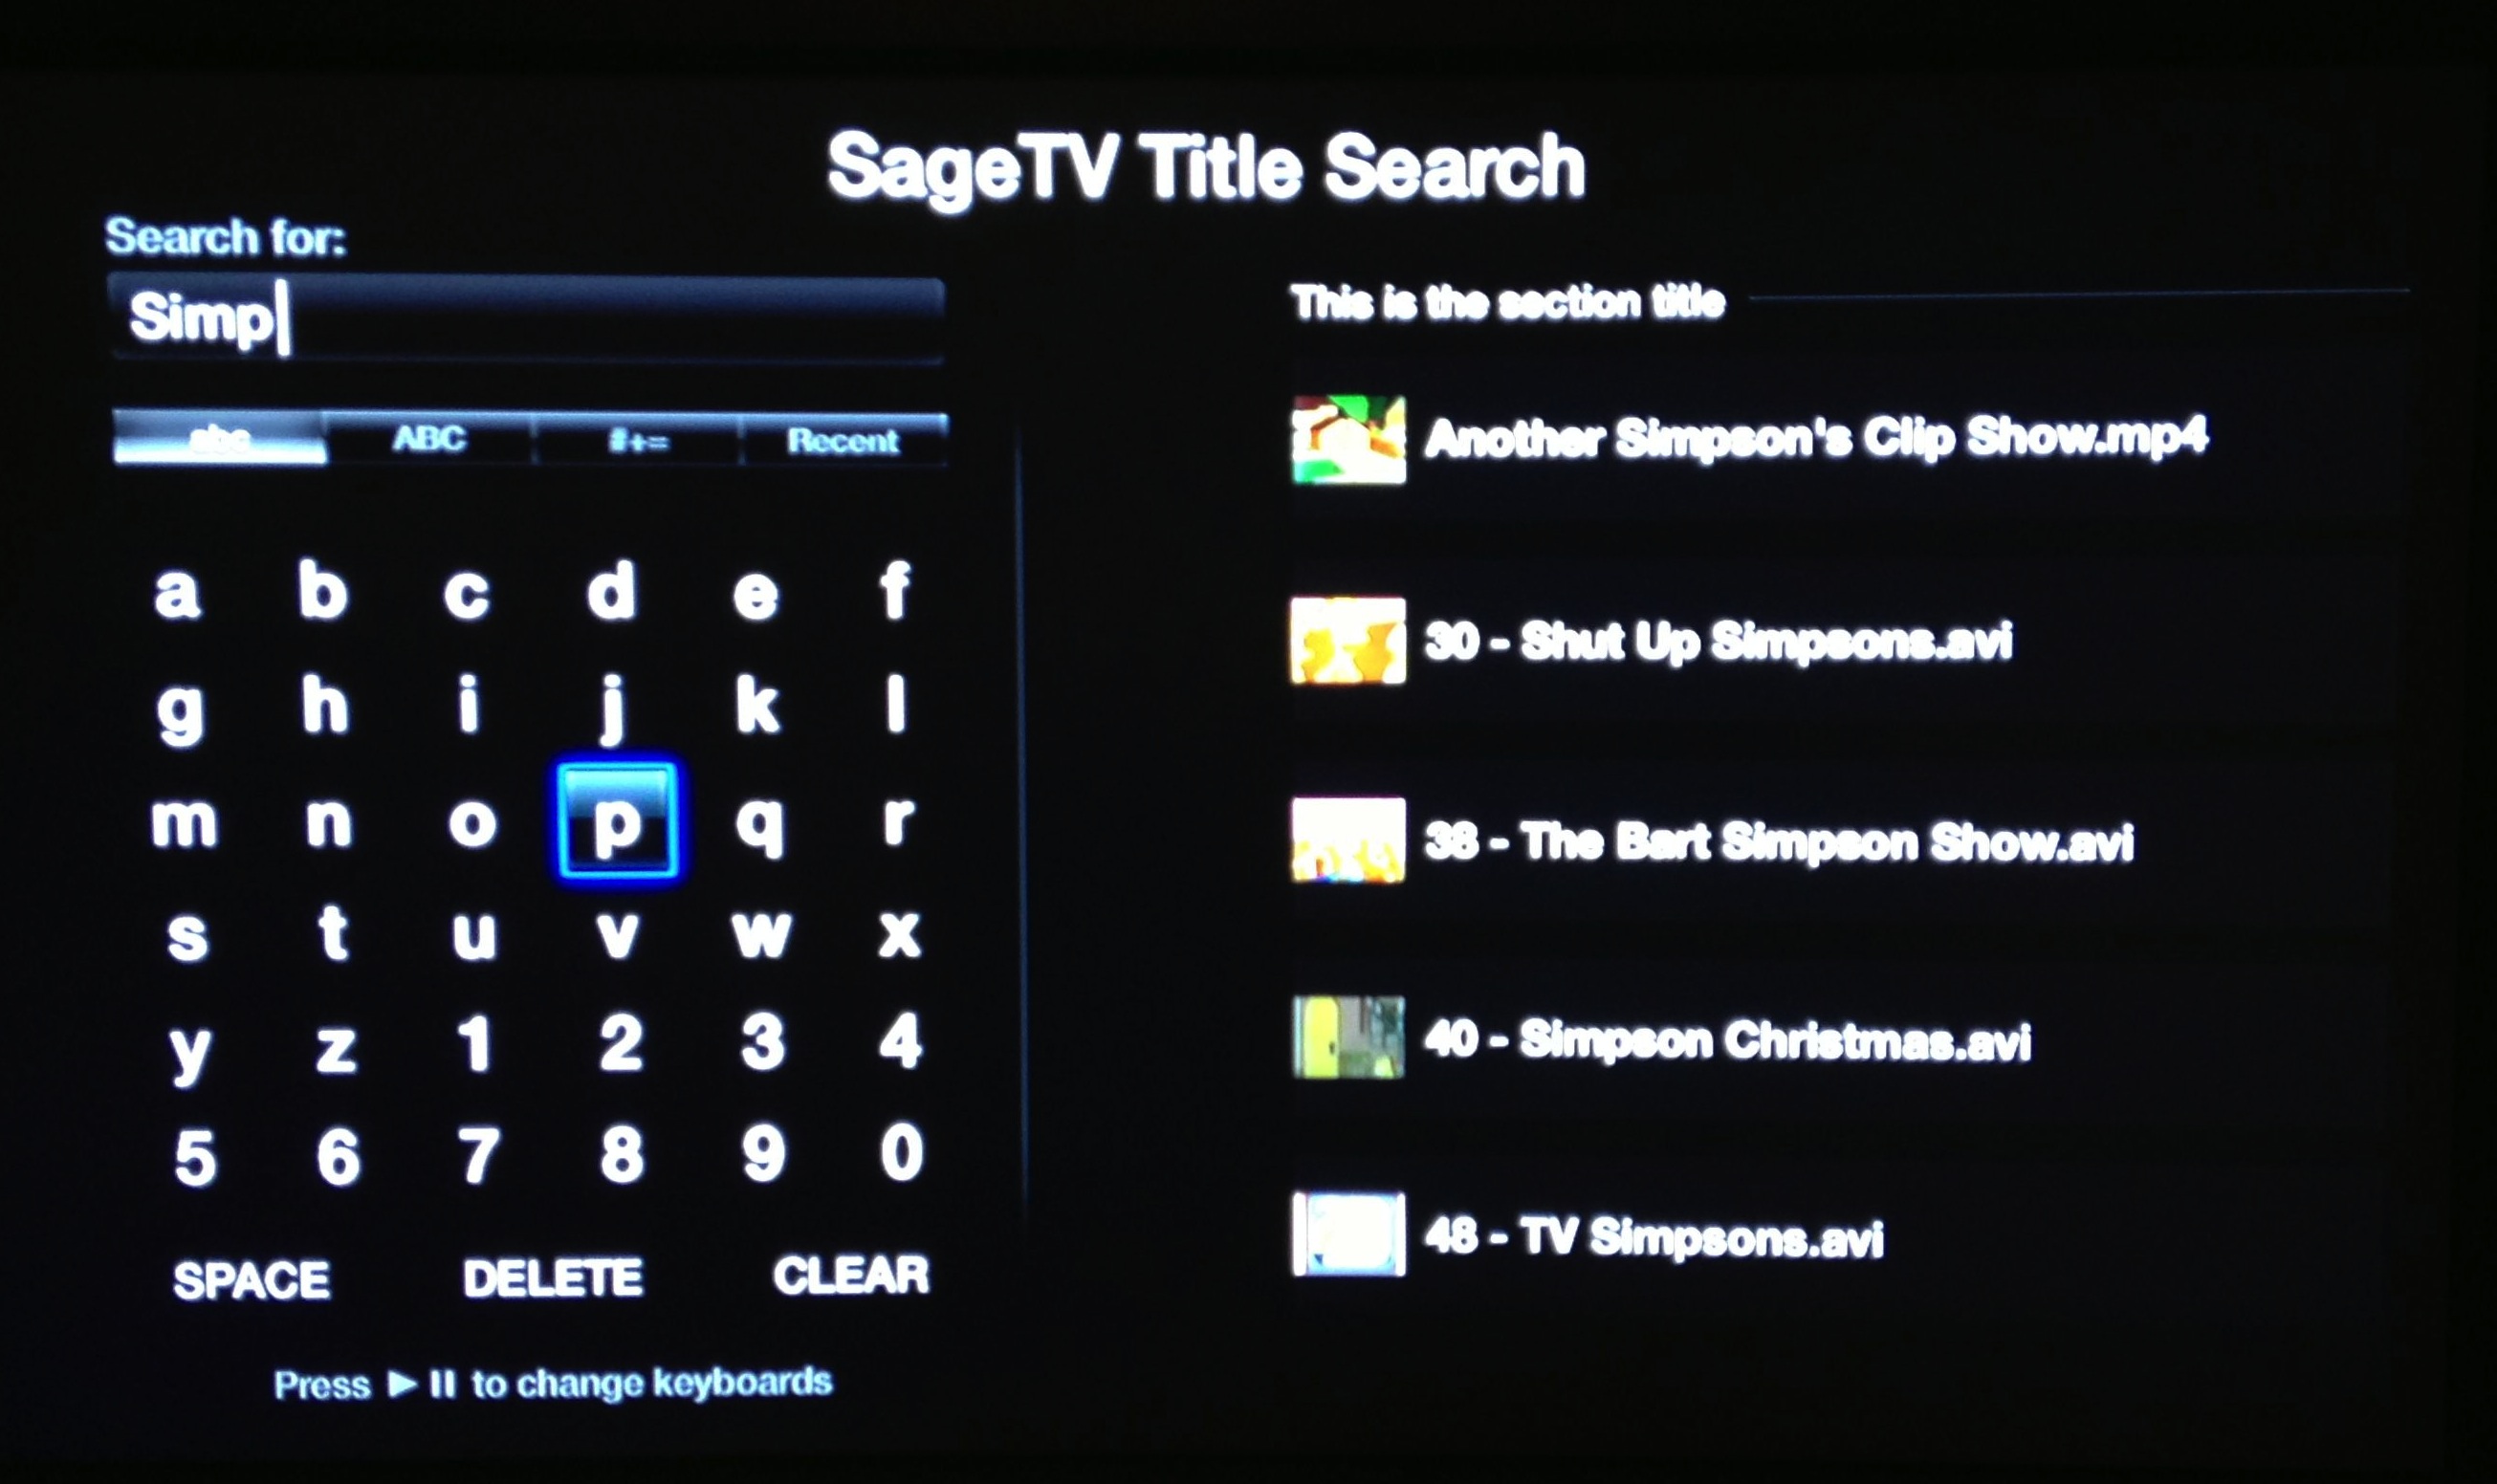 SageTV Title Search
Search for:
Simp
abc ABC #+= Recent
a b c d e f
g h i j k l
m n o p q r
s t u v w x
y z 1 2 3 4
5 6 7 8 9 0
SPACE DELETE CLEAR
Press ▶ II to change keyboards
This is the section title
Another Simpson's Clip Show.mp4
30 - Shut Up Simpsons.avi
38 - The Bart Simpson Show.avi
40 - Simpson Christmas.avi
48 - TV Simpsons.avi